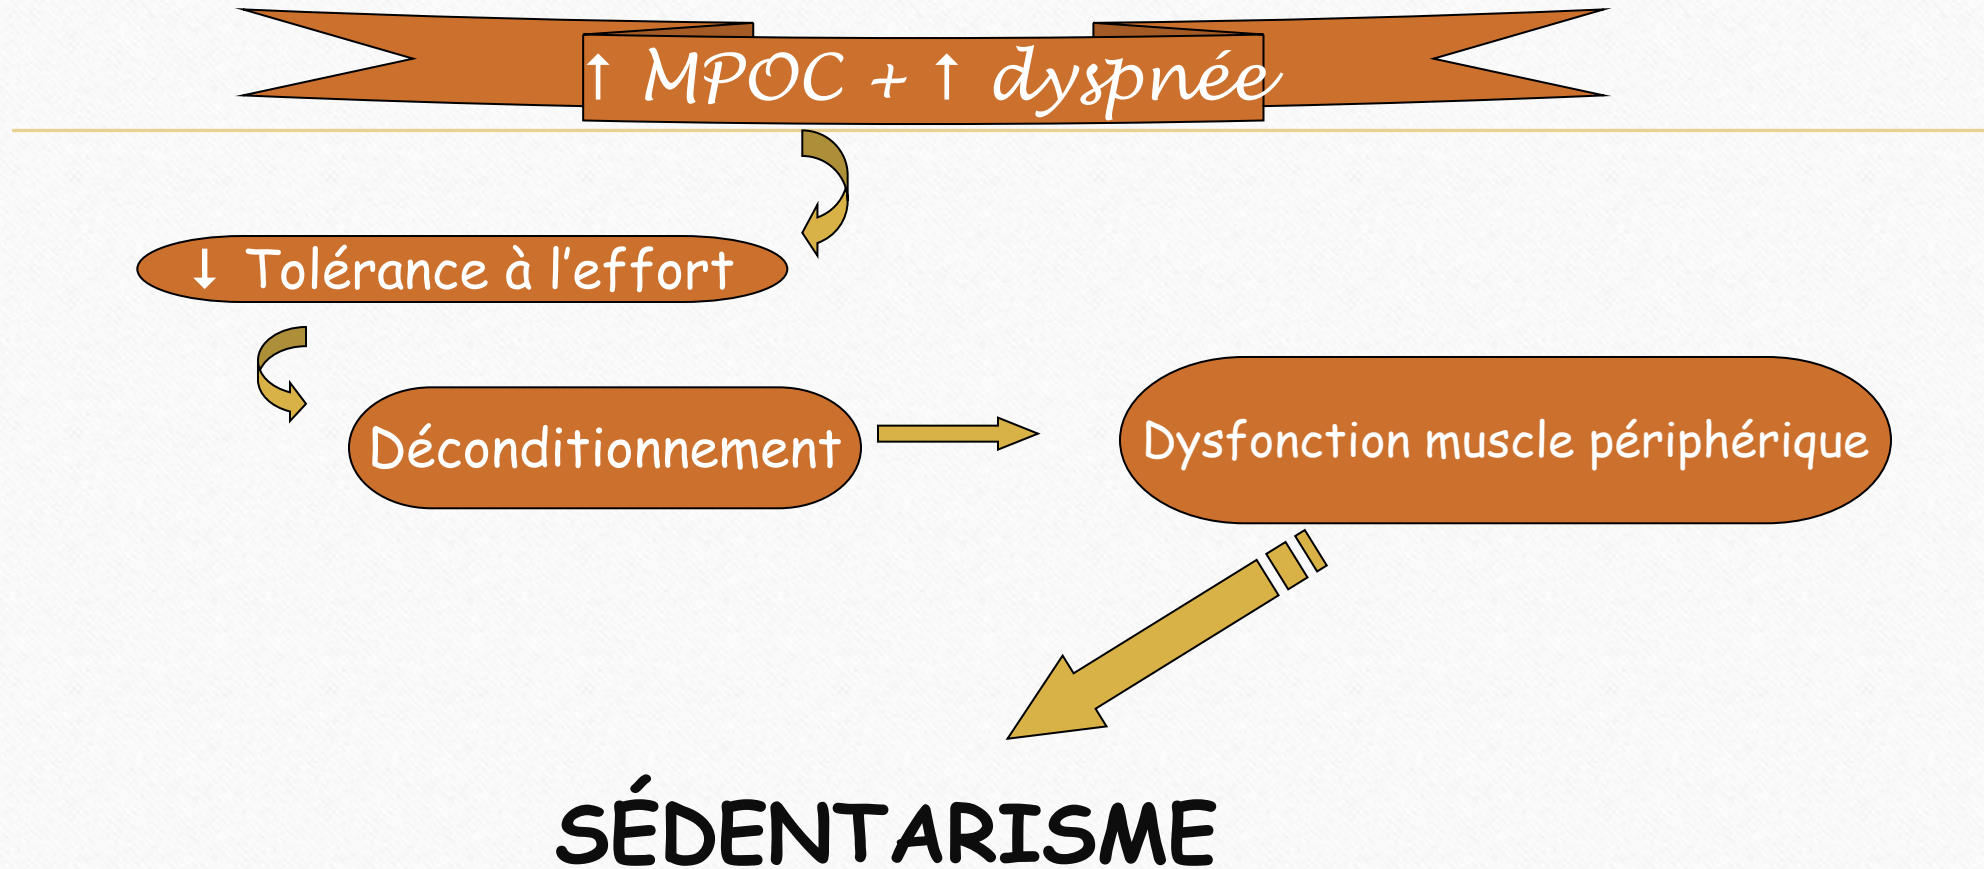 ↑ MPOC + ↑ dyspnée
↓ Tolérance à l’effort
Déconditionnement
Dysfonction muscle périphérique
SÉDENTARISME